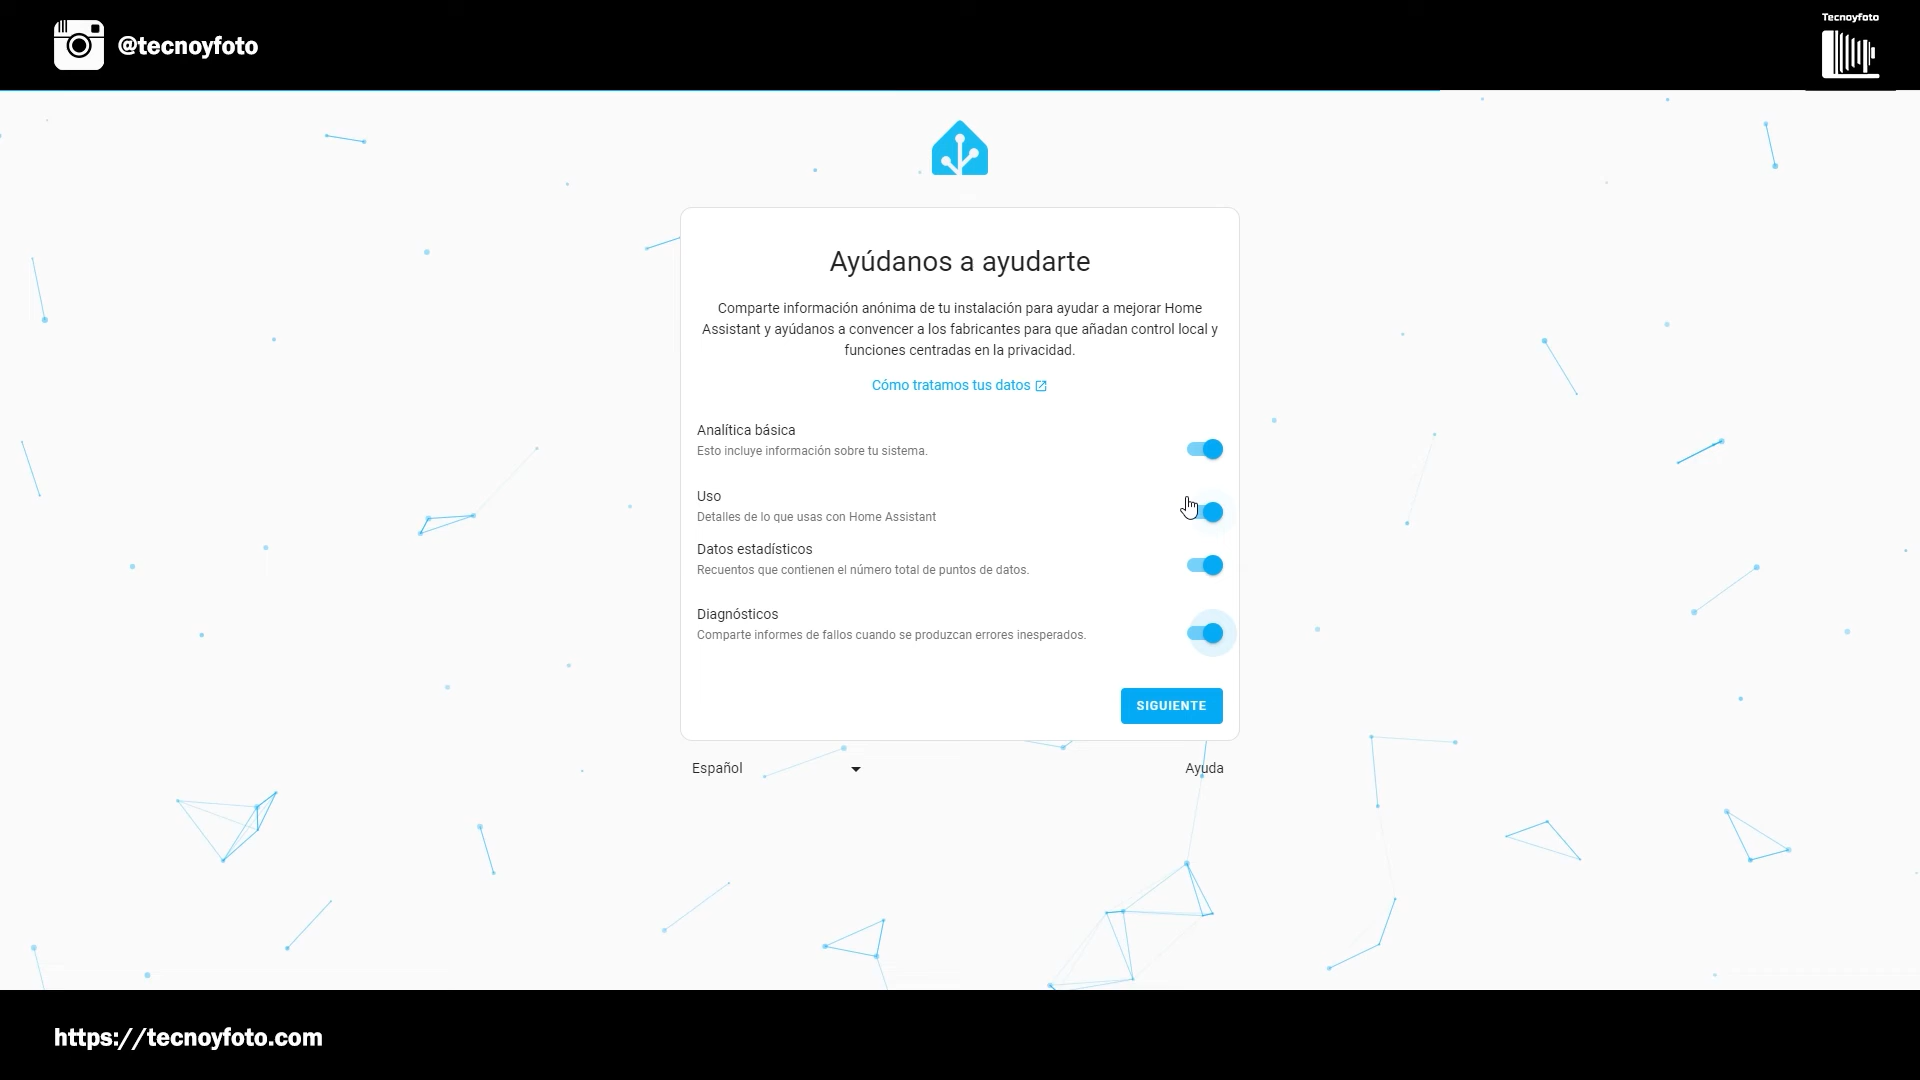 @tecnoyfoto
Tecnoyfoto
Ayúdanos a ayudarte
Comparte información anónima de tu instalación para ayudar a mejorar Home
Assistant y ayúdanos a convencer a los fabricantes para que añadan control local y
funciones centradas en la privacidad.
Cómo tratamos tus datos
Analítica básica
Esto incluye información sobre tu sistema.
Uso
Detalles de lo que usas con Home Assistant
Datos estadísticos
Recuentos que contienen el número total de puntos de datos.
Diagnósticos
Comparte informes de fallos cuando se produzcan errores inesperados.
SIGUIENTE
Español
Ayuda
https://tecnoyfoto.com